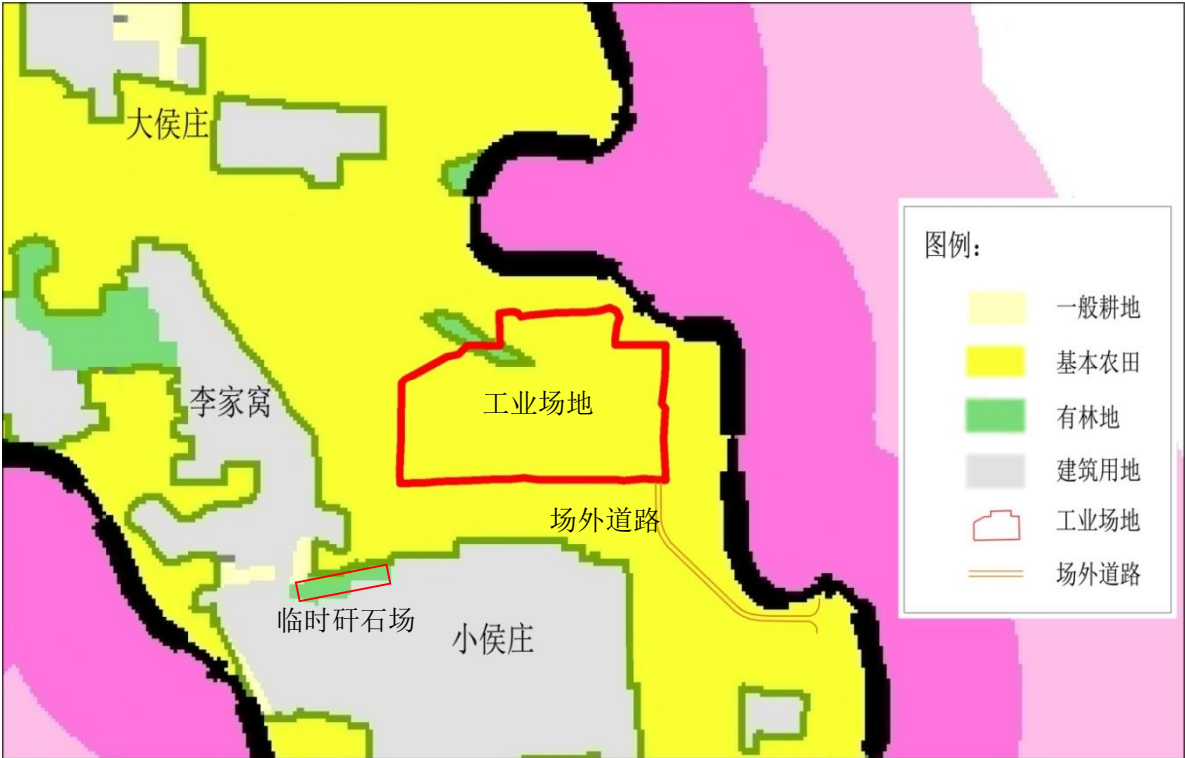 大侯庄
图例：
一般耕地
基本农田
李家窝
工业场地
有林地
建筑用地
场外道路
工业场地
场外道路
临时矸石场
小侯庄